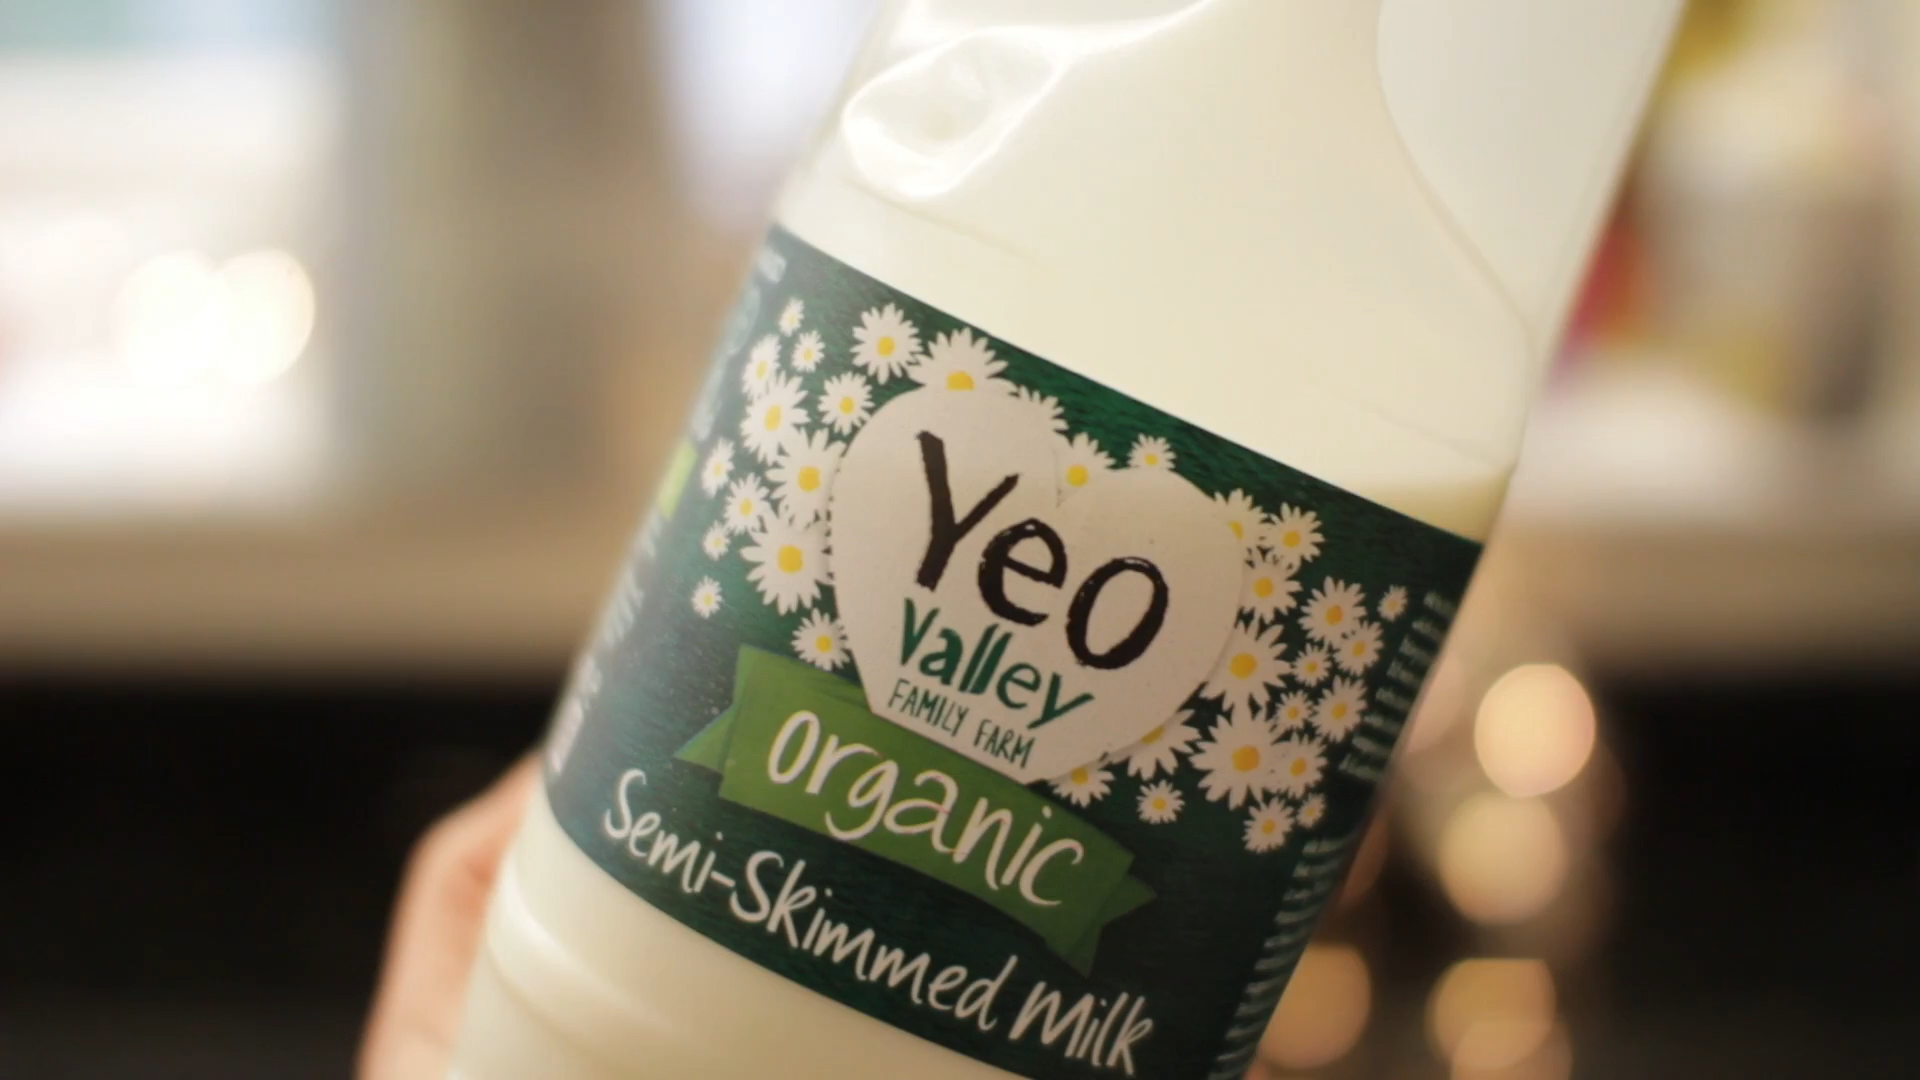 Yeo
Valley
FAMILY FARM
organic
Semi-Skimmed Milk